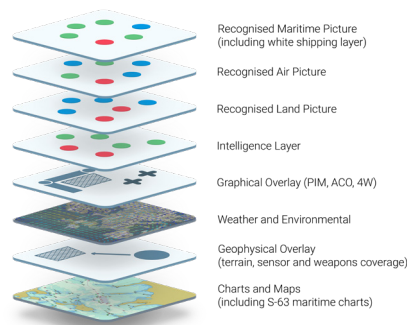 Recognised Maritime Picture
(including white shipping layer)
Recognised Air Picture
Recognised Land Picture
Intelligence Layer
Graphical Overlay (PIM, ACO, 4W)
Weather and Environmental
Geophysical Overlay
(terrain, sensor and weapons coverage)
Charts and Maps
(including S-63 maritime charts)